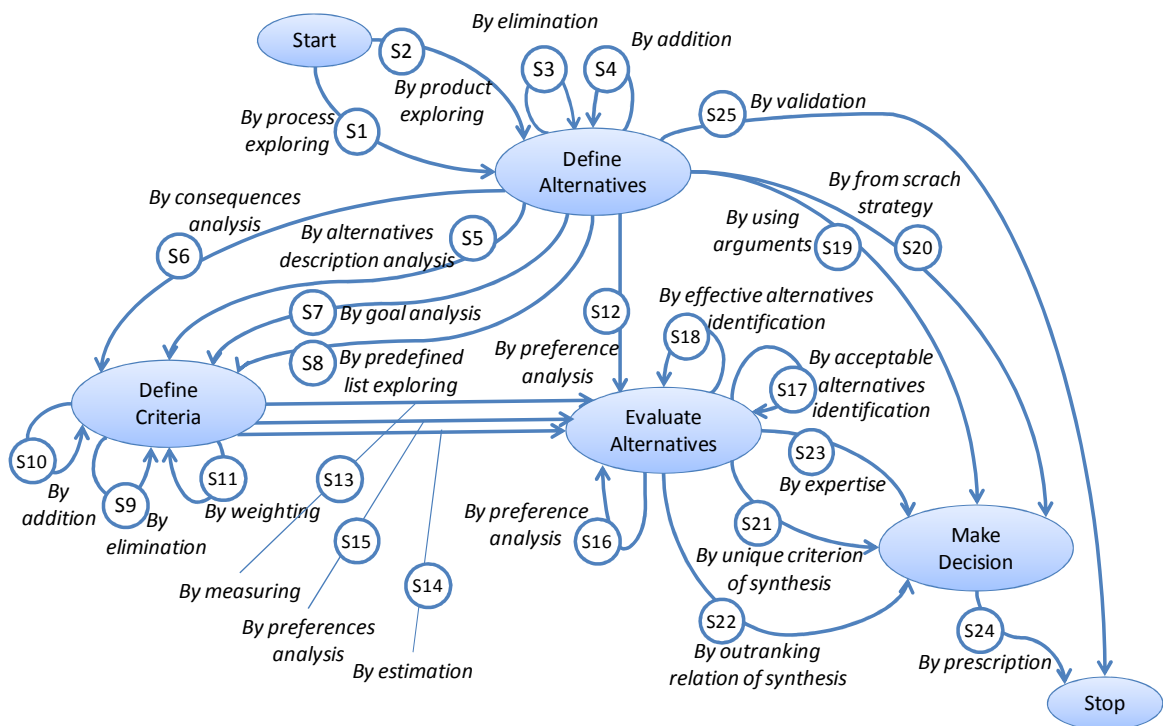 Start
S2
By product
exploring
By process
exploring
S1
By elimination
S3
S4
By addition
S25
By validation
Define
Alternatives
By consequences
analysis
S6
By alternatives
description analysis
S5
S7
By goal analysis
S8
By predefined
list exploring
S12
By preference
analysis
By using
arguments
S19
By from scrach
strategy
S20
By effective alternatives
identification
S18
By acceptable
alternatives
identification
S17
Define
Criteria
Evaluate
Alternatives
S10
By
addition
S9
By
elimination
S11
By weighting
S13
By measuring
S15
By preferences
analysis
S14
By estimation
By preference
analysis
S16
S23
By expertise
S21
By unique criterion
of synthesis
S22
By outranking
relation of synthesis
Make
Decision
S24
By prescription
Stop